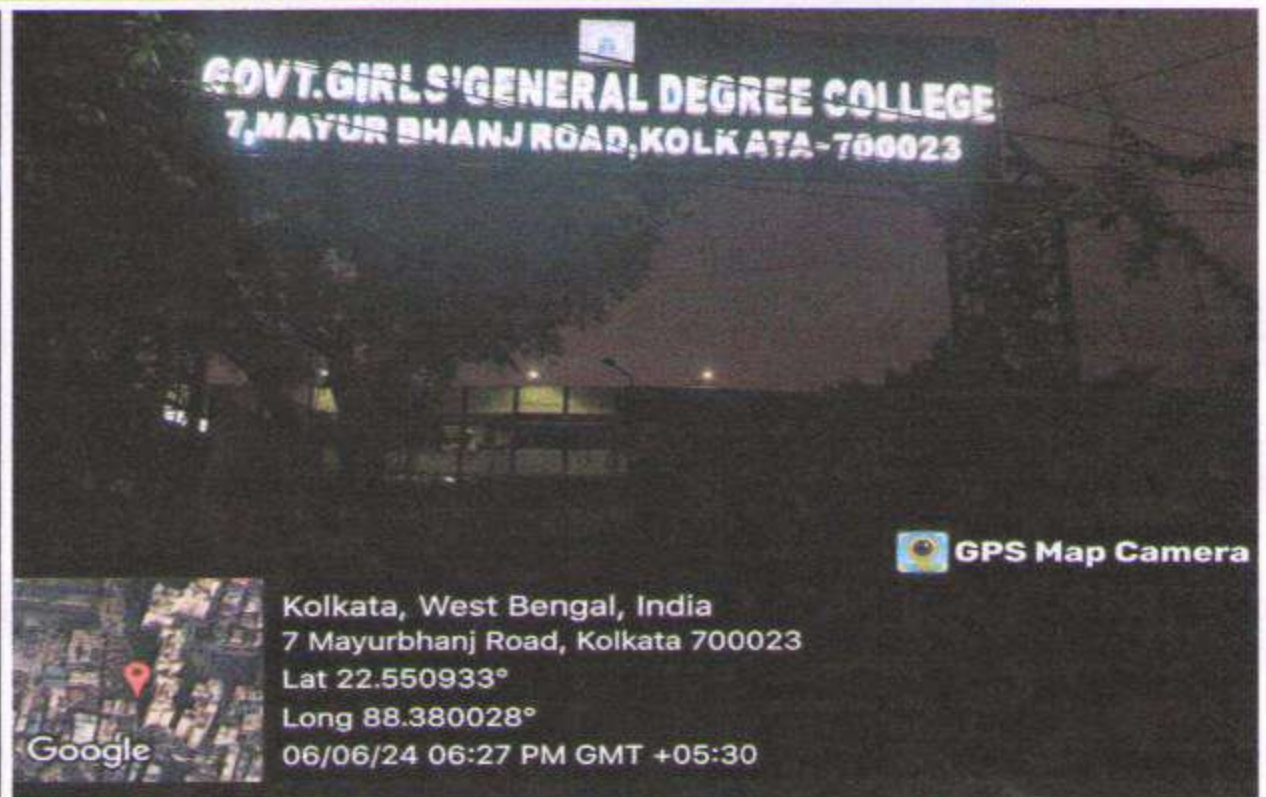 GOVT.GIRLS'GENERAL DEGREE COLLEGE
7,MAYUR BHANJ ROAD,KOLKATA-700023
GPS Map Camera
Kolkata, West Bengal, India
7 Mayurbhanj Road, Kolkata 700023
Lat 22.550933°
Long 88.380028°
06/06/24 06:27 PM GMT +05:30
Google